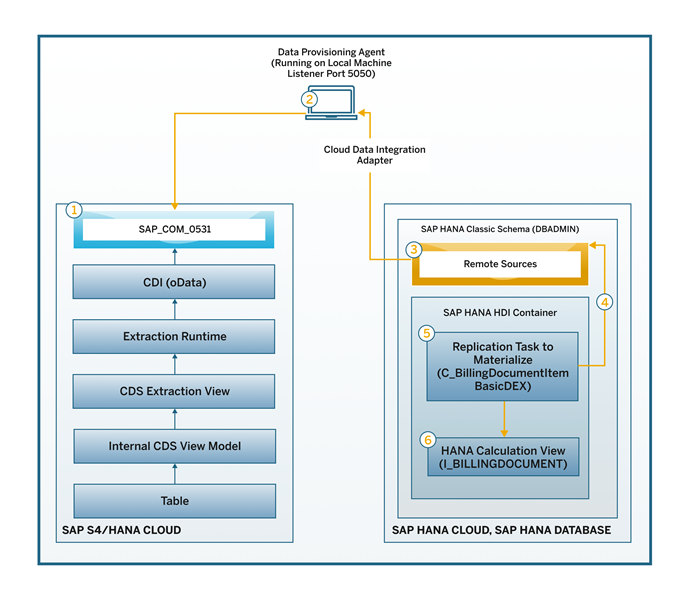 Data Provisioning Agent
(Running on Local Machine
Listener Port 5050)
2
Cloud Data Integration
Adapter
1
SAP_COM_0531
CDI (oData)
Extraction Runtime
CDS Extraction View
Internal CDS View Model
Table
SAP S4/HANA CLOUD
SAP HANA Classic Schema (DBADMIN)
3
Remote Sources
4
SAP HANA HDI Container
5
Replication Task to
Materialize
(C_BillingDocumentItem
BasicDEX)
6
HANA Calculation View
(I_BILLINGDOCUMENT)
SAP HANA CLOUD, SAP HANA DATABASE